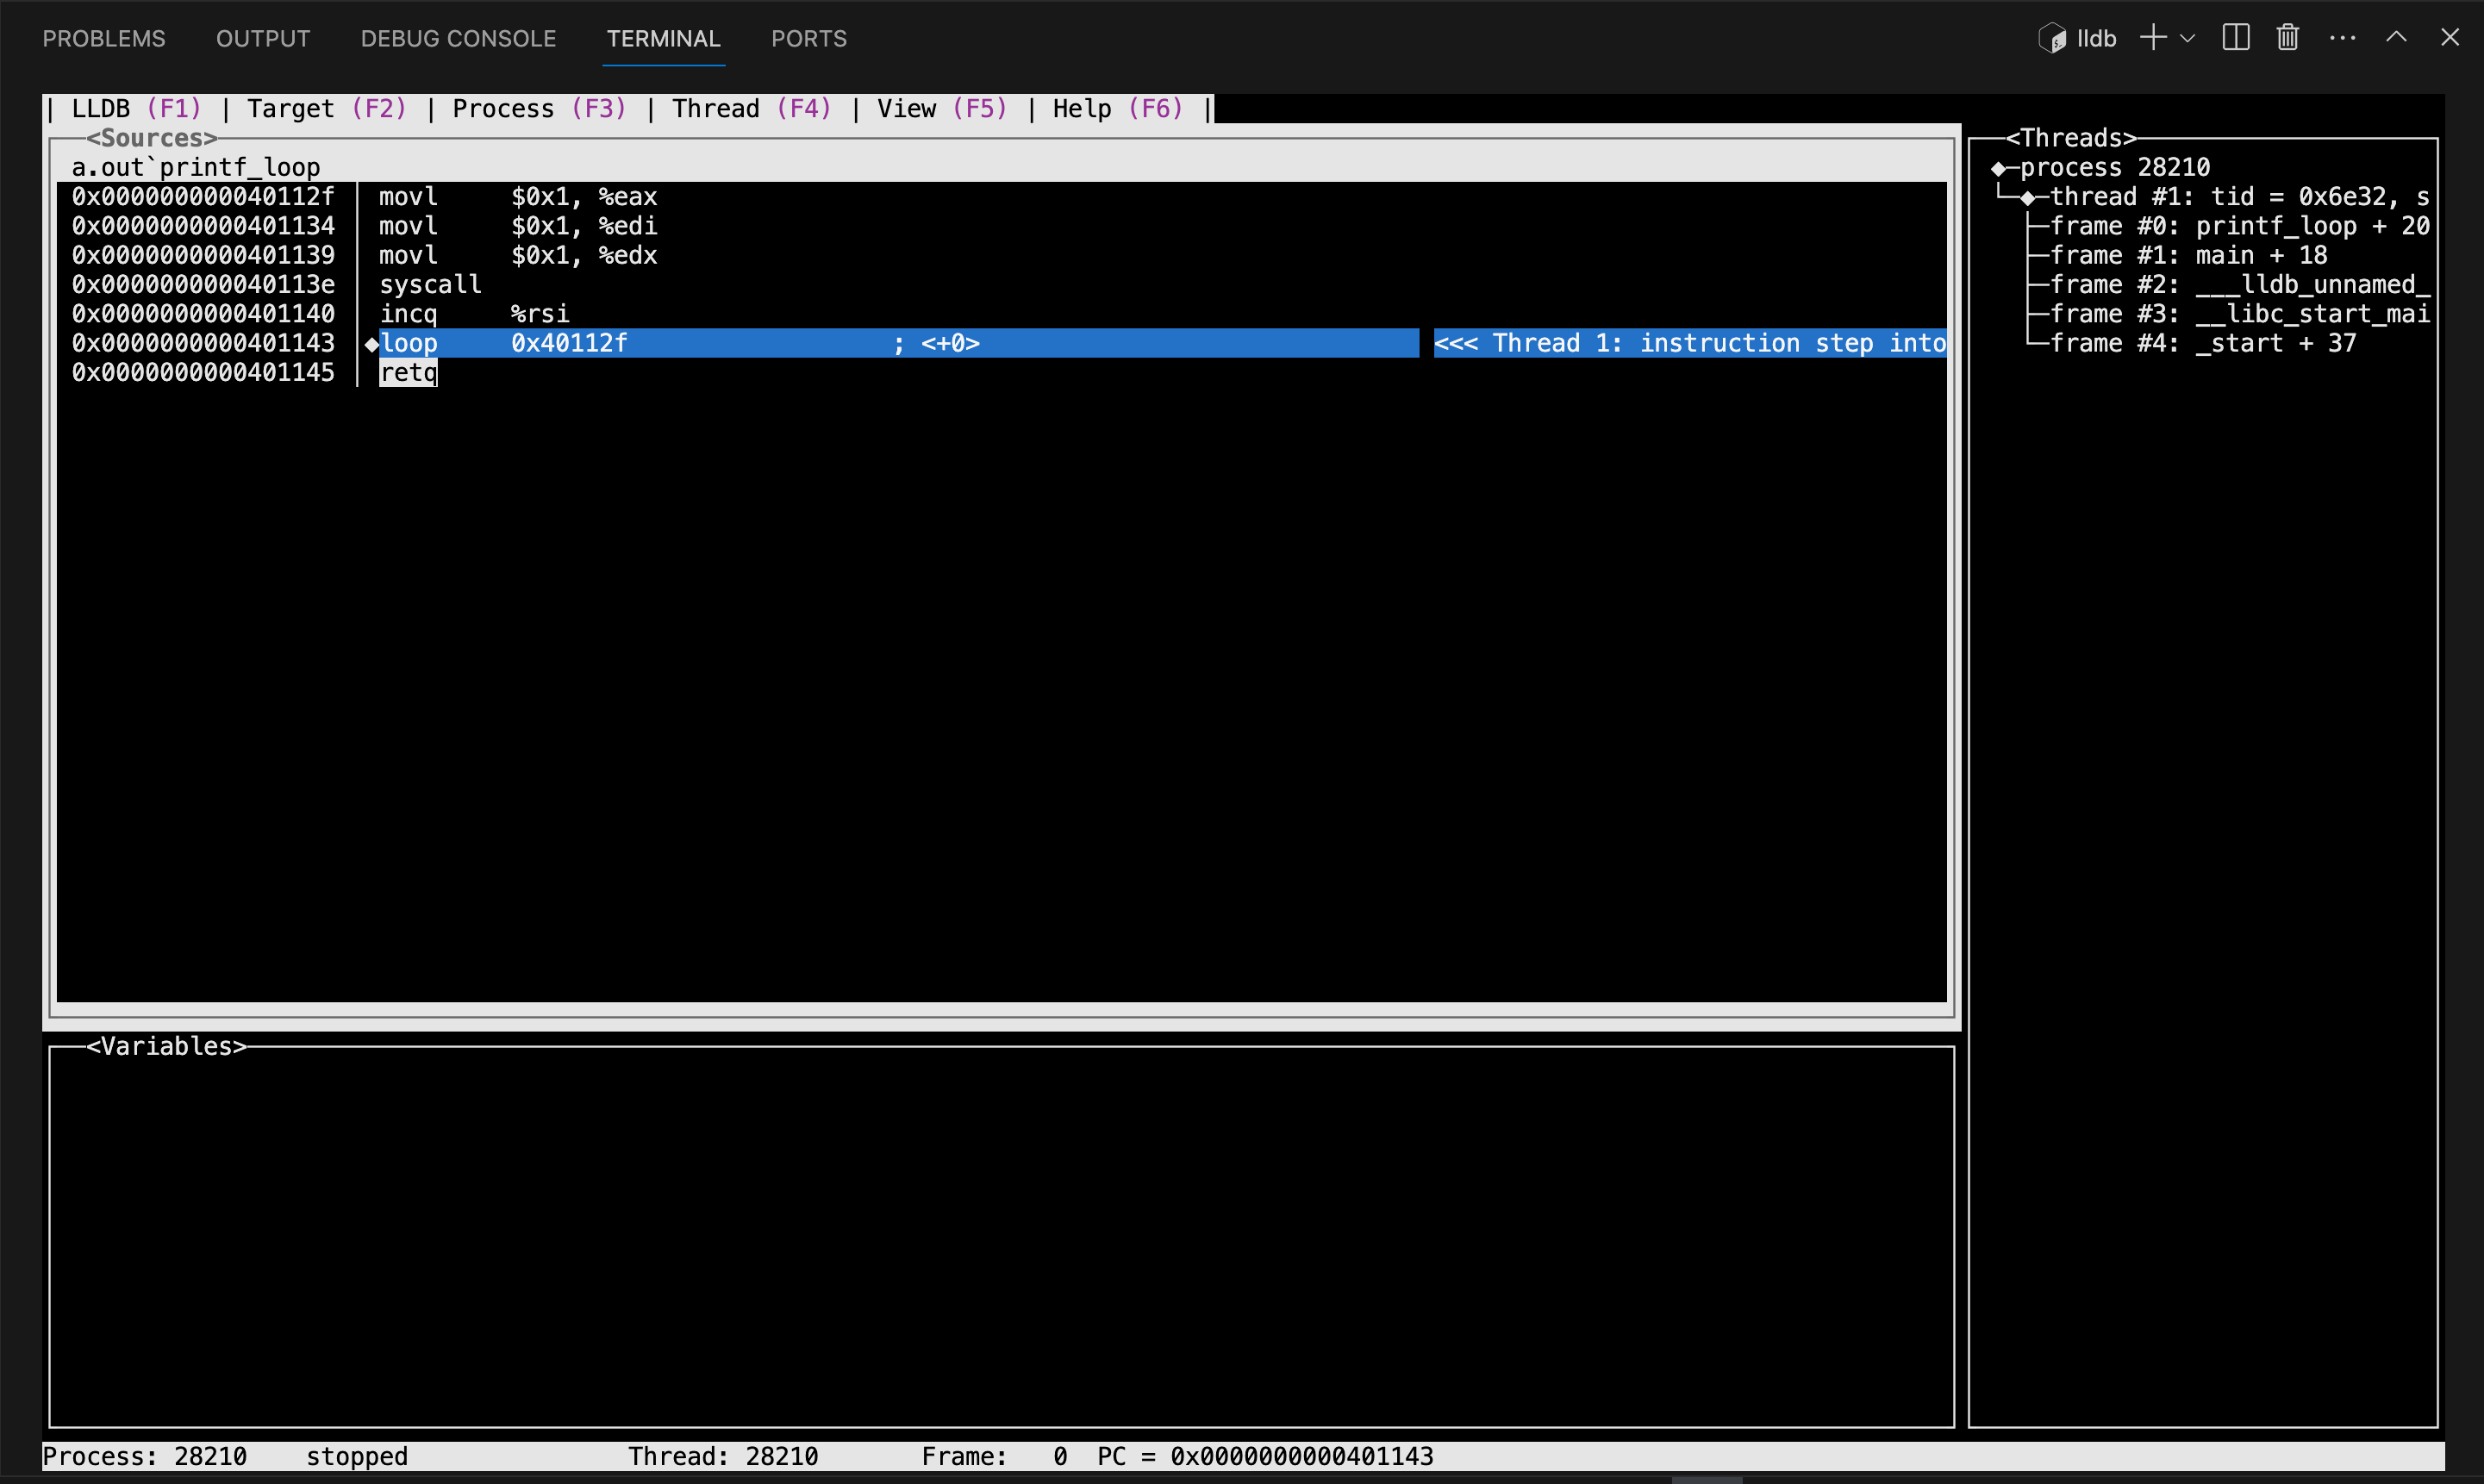 PROBLEMS OUTPUT DEBUG CONSOLE TERMINAL PORTS lldb
| LLDB (F1) | Target (F2) | Process (F3) | Thread (F4) | View (F5) | Help (F6) |
<Sources>
a.out`printf_loop
0x000000000040112f │ movl $0x1, %eax
0x0000000000401134 │ movl $0x1, %edi
0x0000000000401139 │ movl $0x1, %edx
0x000000000040113e │ syscall
0x0000000000401140 │ incq %rsi
0x0000000000401143 │◆loop 0x40112f ; <+0> <<< Thread 1: instruction step into
0x0000000000401145 │ retq
<Threads>
◆─process 28210
└─◆─thread #1: tid = 0x6e32, s
├─frame #0: printf_loop + 20
├─frame #1: main + 18
├─frame #2: ___lldb_unnamed_
├─frame #3: __libc_start_mai
└─frame #4: _start + 37
<Variables>
Process: 28210 stopped Thread: 28210 Frame: 0 PC = 0x0000000000401143